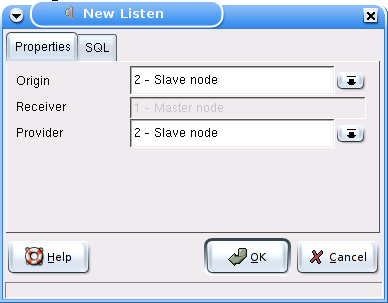 New Listen
Properties SQL
Origin 2 - Slave node
Receiver 1 - Master node
Provider 2 - Slave node
Help OK Cancel